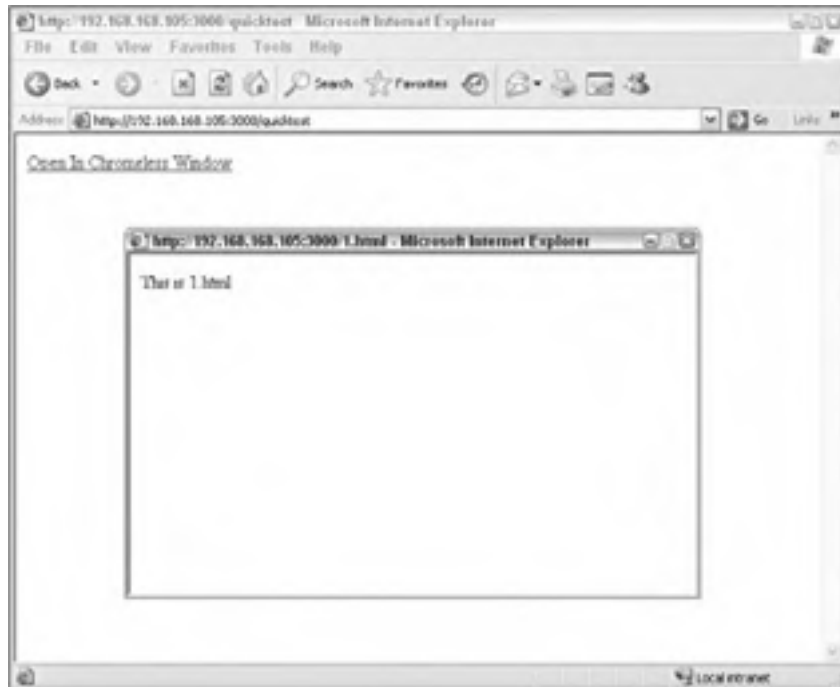 http://192.168.168.105:3000/quicktest - Microsoft Internet Explorer
File Edit View Favorites Tools Help
Back Search Favorites
Address http://192.168.168.105:3000/quicktest Go Links »
Open In Chromeless Window
http://192.168.168.105:3000/1.html - Microsoft Internet Explorer
This is 1.html
Local intranet